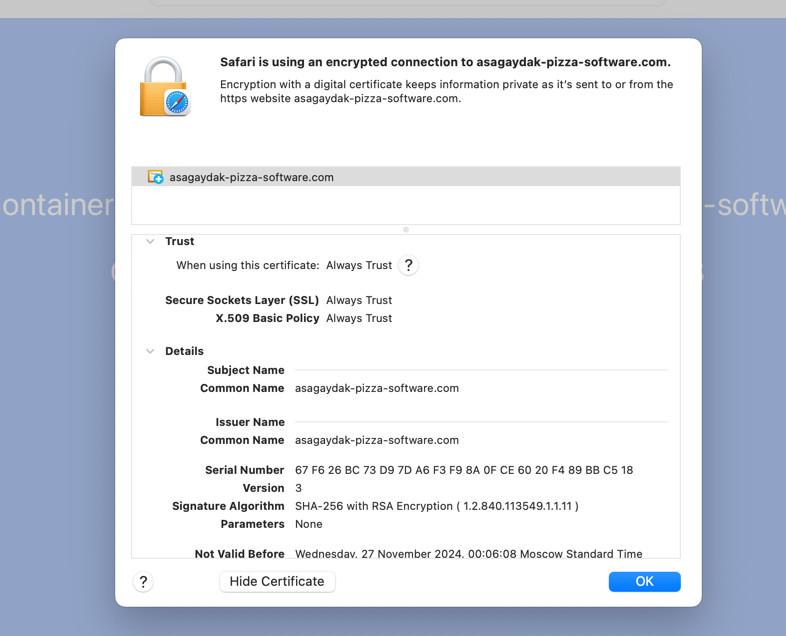 Safari is using an encrypted connection to asagaydak-pizza-software.com.
Encryption with a digital certificate keeps information private as it's sent to or from the
https website asagaydak-pizza-software.com.
asagaydak-pizza-software.com
ontainer
-softw
Trust
When using this certificate: Always Trust ?
Secure Sockets Layer (SSL) Always Trust
X.509 Basic Policy Always Trust
Details
Subject Name
Common Name asagaydak-pizza-software.com
Issuer Name
Common Name asagaydak-pizza-software.com
Serial Number 67 F6 26 BC 73 D9 7D A6 F3 F9 8A 0F CE 60 20 F4 89 BB C5 18
Version 3
Signature Algorithm SHA-256 with RSA Encryption ( 1.2.840.113549.1.1.11 )
Parameters None
Not Valid Before Wednesday, 27 November 2024, 00:06:08 Moscow Standard Time
? Hide Certificate OK